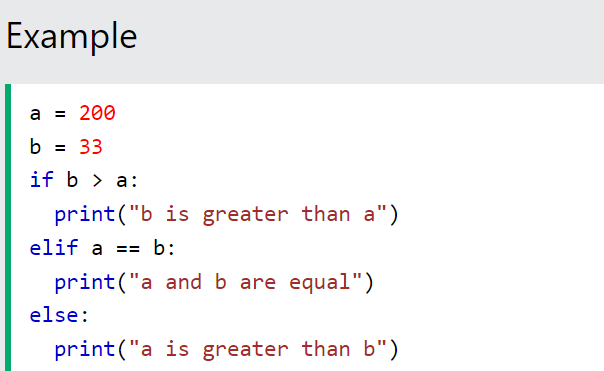 Example
a = 200
b = 33
if b > a:
  print("b is greater than a")
elif a == b:
  print("a and b are equal")
else:
  print("a is greater than b")